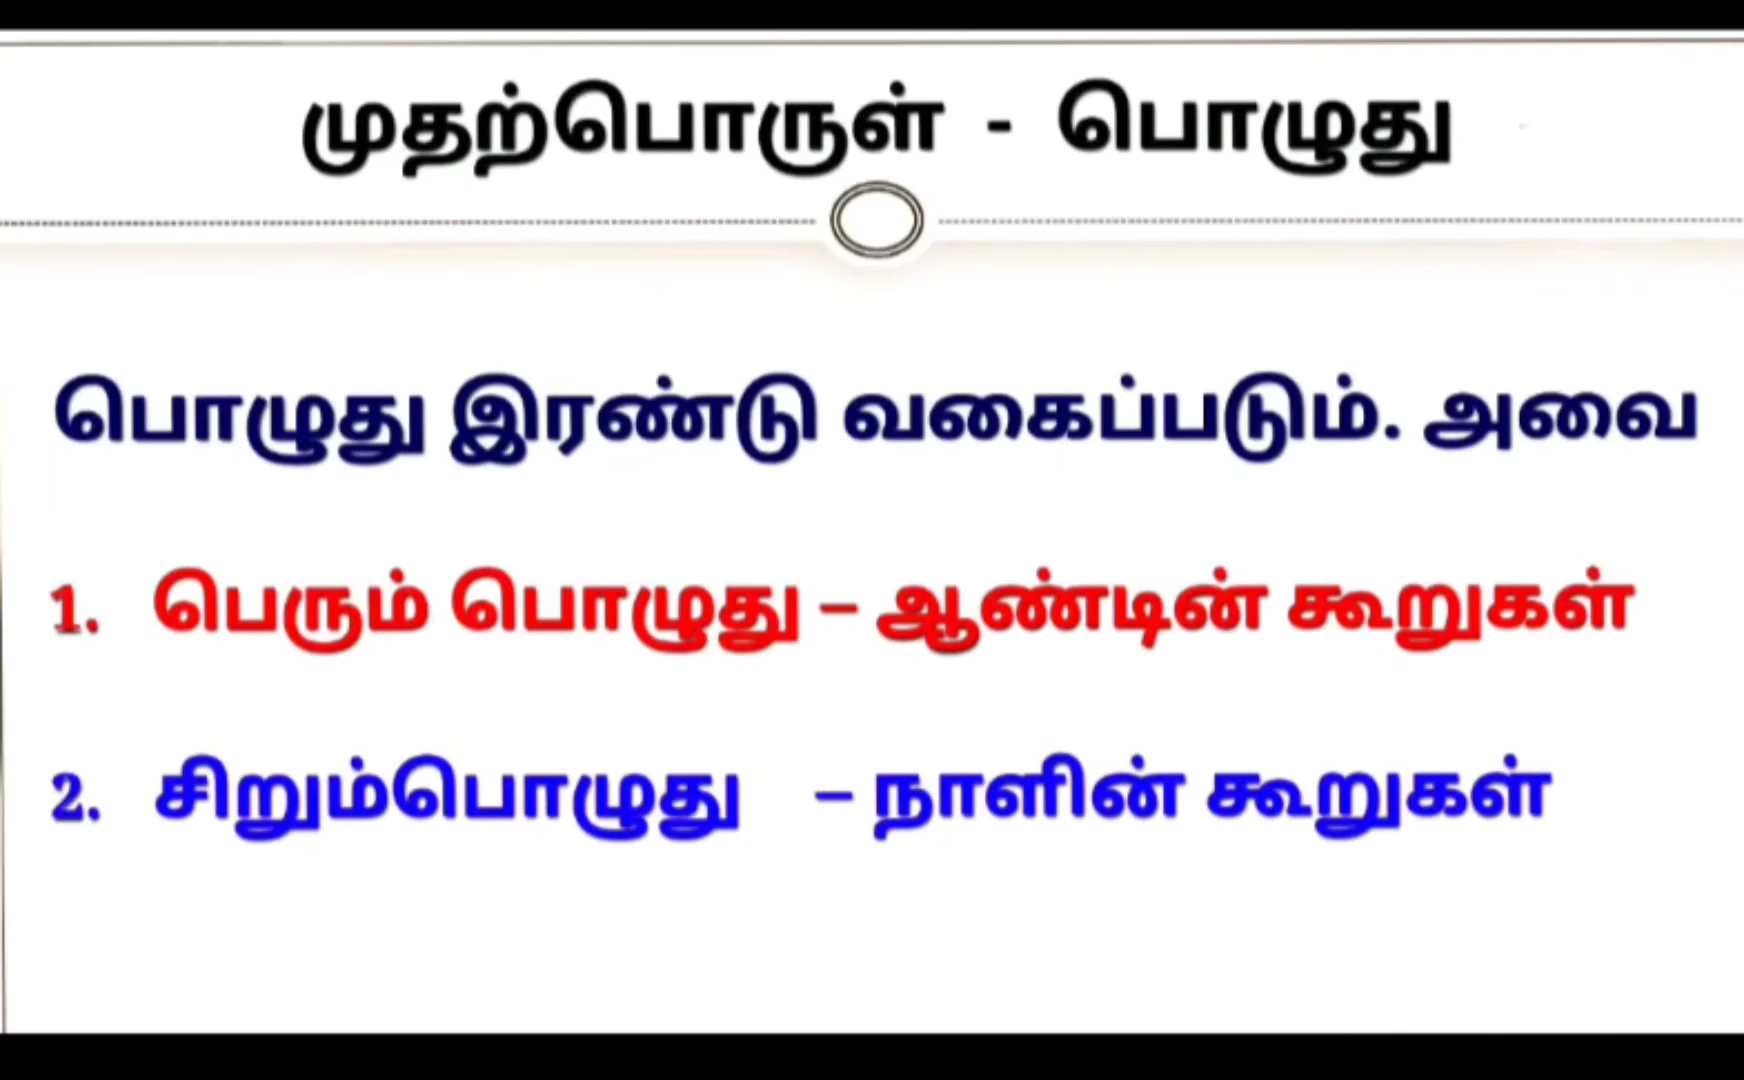 முதற்பொருள் - பொழுது
பொழுது இரண்டு வகைப்படும். அவை
1. பெரும் பொழுது – ஆண்டின் கூறுகள்
2. சிறும்பொழுது – நாளின் கூறுகள்